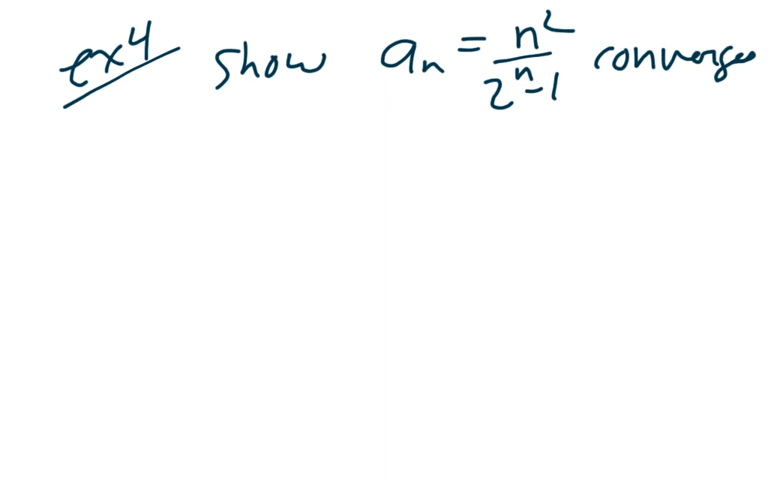 ex4 show aₙ = n²/(2ⁿ-1) converges